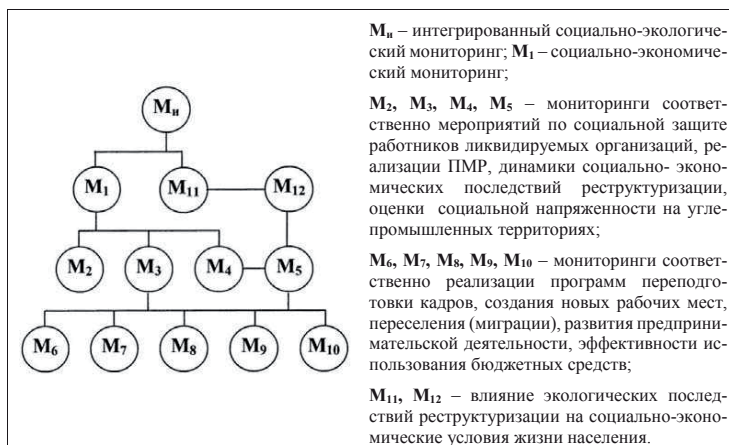 Mи
M1 M11 M12
M2 M3 M4 M5
M6 M7 M8 M9 M10
Mи – интегрированный социально-экологиче-
ский мониторинг; M1 – социально-экономиче-
ский мониторинг;
M2, M3, M4, M5 – мониторинги соответ-
ственно мероприятий по социальной защите
работников ликвидируемых организаций, ре-
ализации ПМР, динамики социально- эконо-
мических последствий реструктуризации,
оценки социальной напряженности на угле-
промышленных территориях;
M6, M7, M8, M9, M10 – мониторинги соответ-
ственно реализации программ переподго-
товки кадров, создания новых рабочих мест,
переселения (миграции), развития предприни-
мательской деятельности, эффективности ис-
пользования бюджетных средств;
M11, M12 – влияние экологических послед-
ствий реструктуризации на социально-эконо-
мические условия жизни населения.